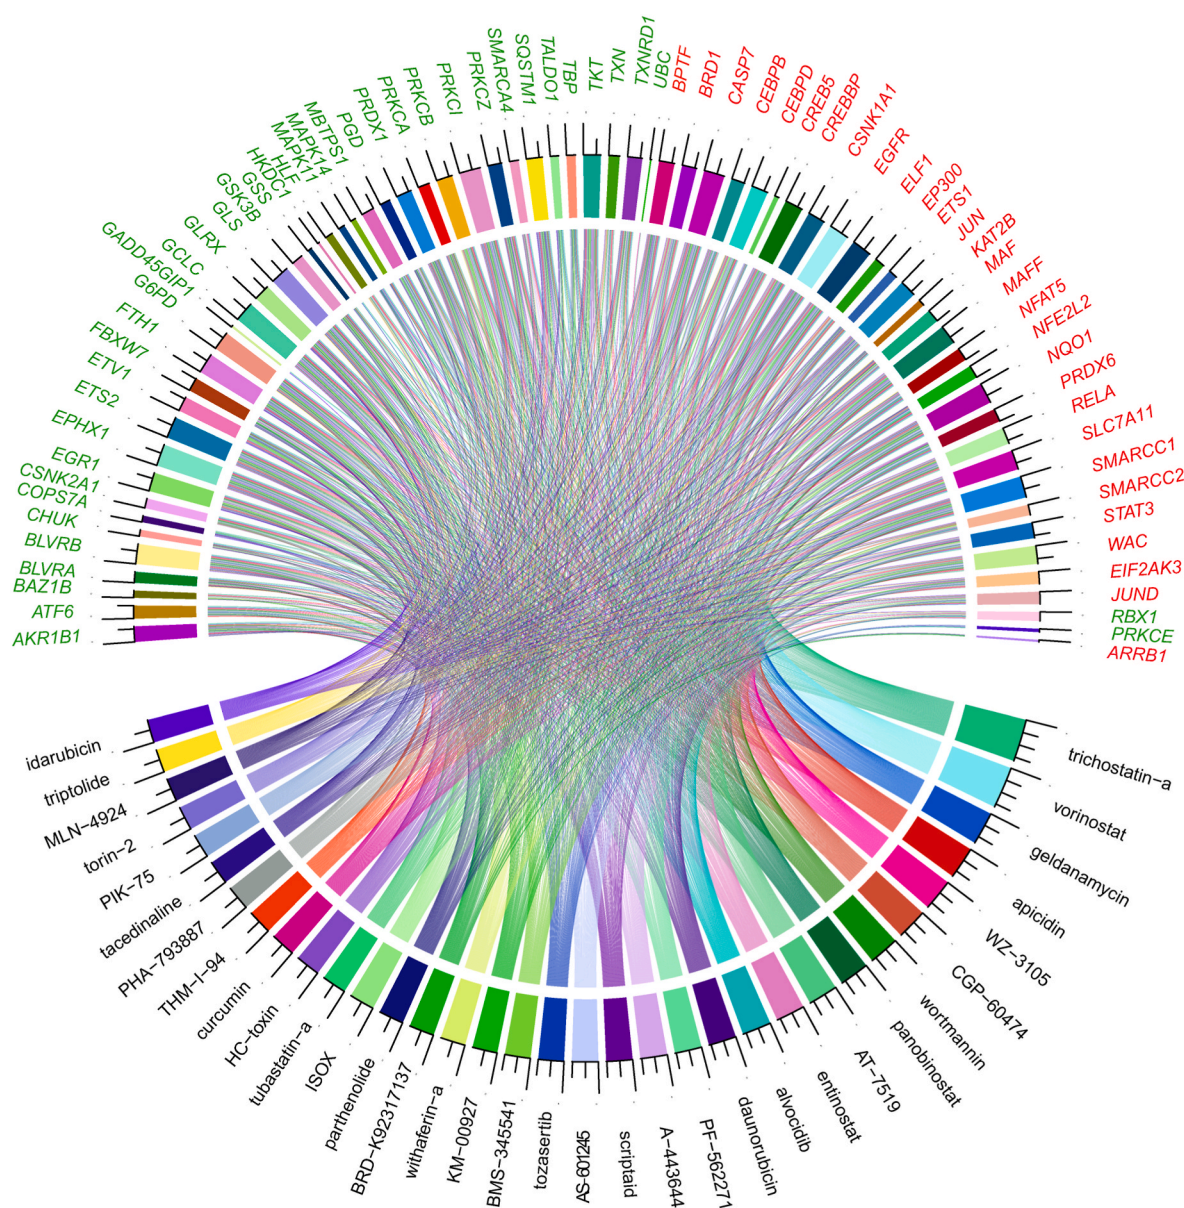 AKR1B1
ATF6
BAZ1B
BLVRA
BLVRB
CHUK
COPS7A
CSNK2A1
EGR1
EPHX1
ETS2
ETV1
FBXW7
FTH1
G6PD
GADD45GIP1
GCLC
GLRX
GLS
GSK3B
GSS
HKDC1
HLF
MAPK11
MAPK14
MBTPS1
PGD
PRDX1
PRKCA
PRKCB
PRKCI
PRKCZ
SMARCA4
SQSTM1
TALDO1
TBP
TKT
TXN
TXNRD1
UBC
BPTF
BRD1
CASP7
CEBPB
CEBPD
CREB5
CREBBP
CSNK1A1
EGFR
ELF1
EP300
ETS1
JUN
KAT2B
MAF
MAFF
NFAT5
NFE2L2
NQO1
PRDX6
RELA
SLC7A11
SMARCC1
SMARCC2
STAT3
WAC
EIF2AK3
JUND
RBX1
PRKCE
ARRB1
trichostatin-a
vorinostat
geldanamycin
apicidin
WZ-3105
CGP-60474
wortmannin
panobinostat
AT-7519
entinostat
alvocidib
daunorubicin
PF-562271
A-443644
scriptaid
AS-601245
tozasertib
BMS-345541
KM-00927
withaferin-a
BRD-K92317137
parthenolide
ISOX
tubastatin-a
HC-toxin
curcumin
THM-I-94
PHA-793887
tacedinaline
PIK-75
torin-2
MLN-4924
triptolide
idarubicin